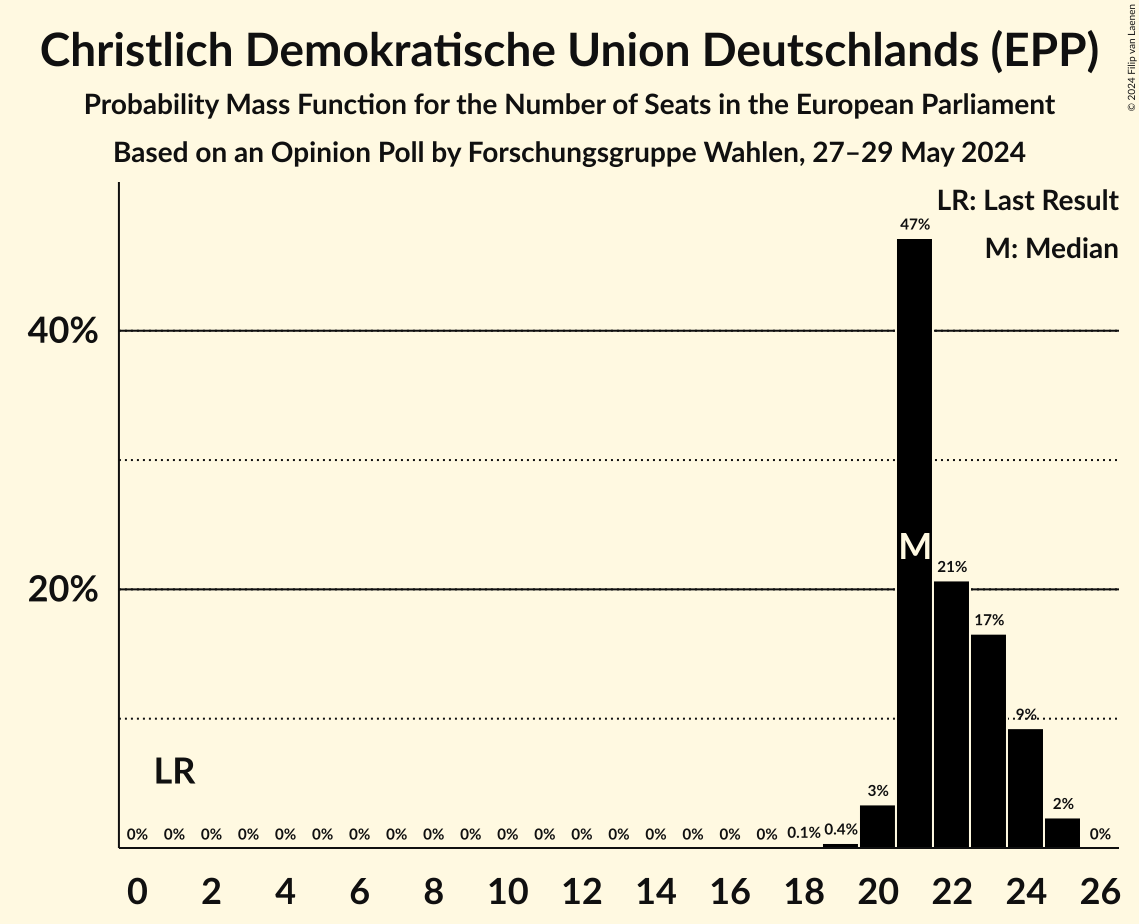 Christlich Demokratische Union Deutschlands (EPP)
Probability Mass Function for the Number of Seats in the European Parliament
Based on an Opinion Poll by Forschungsgruppe Wahlen, 27–29 May 2024
© 2024 Filip van Laenen
LR: Last Result
M: Median
47%
40%
M
21%
20%
17%
9%
LR
3%
2%
0% 0% 0% 0% 0% 0% 0% 0% 0% 0% 0% 0% 0% 0% 0% 0% 0% 0% 0.1% 0.4% 0%
0 2 4 6 8 10 12 14 16 18 20 22 24 26